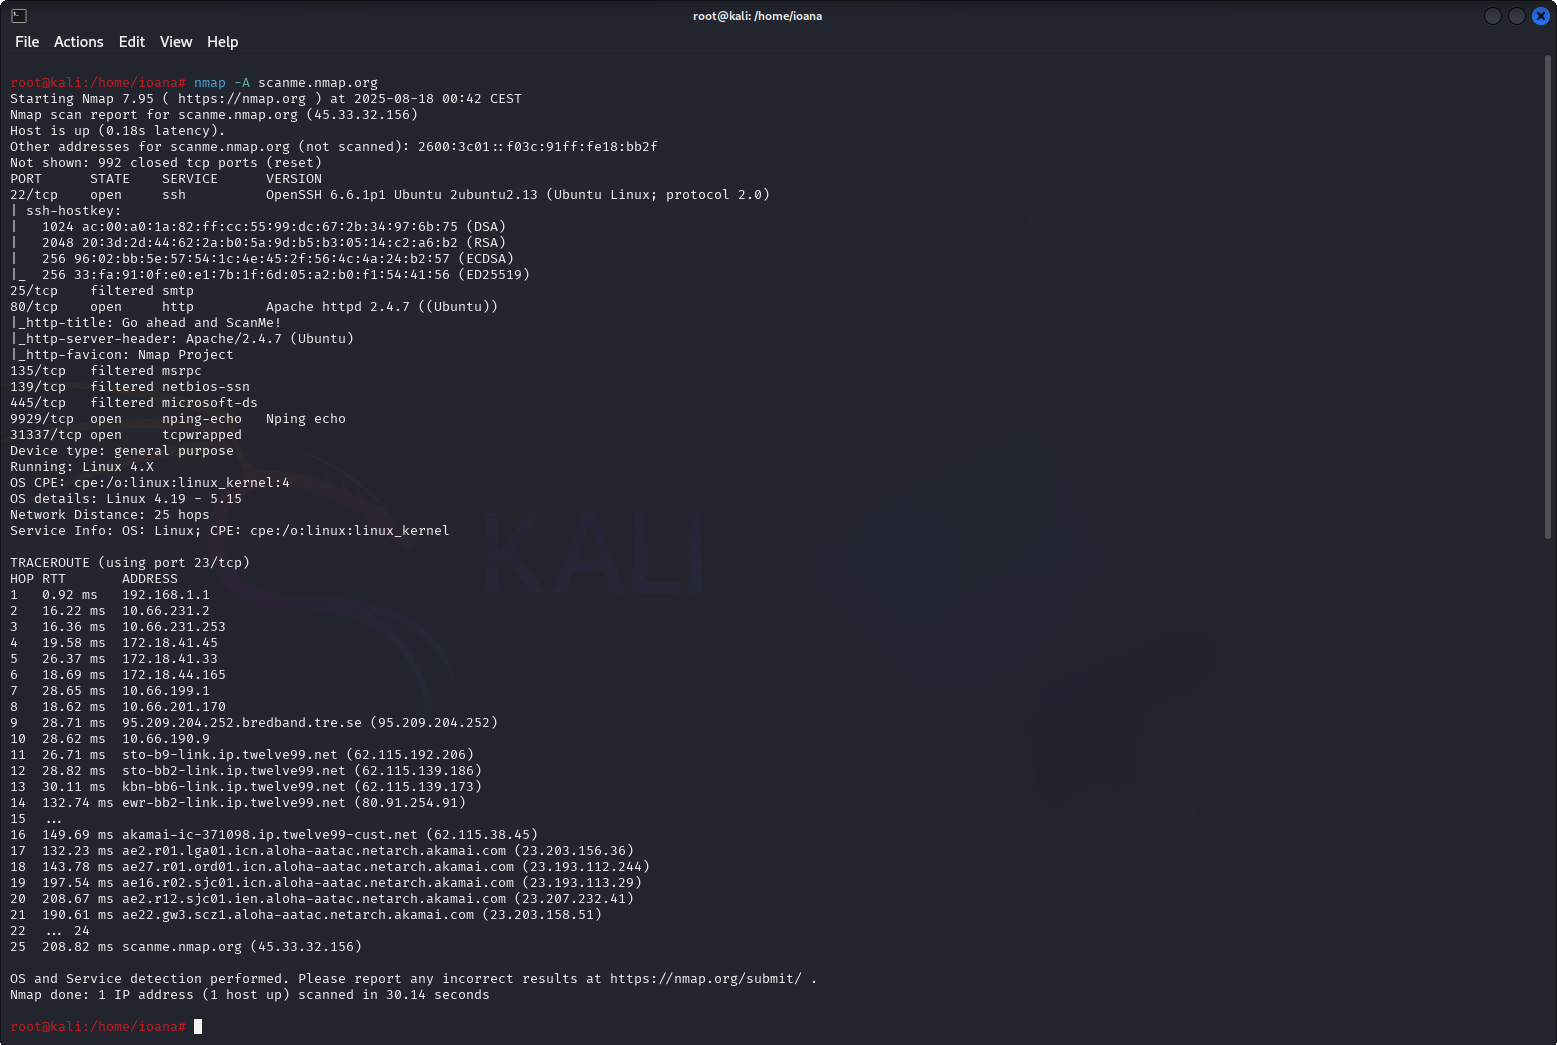 root@kali: /home/ioana
File Actions Edit View Help
root@kali:/home/ioana# nmap -A scanme.nmap.org
Starting Nmap 7.95 ( https://nmap.org ) at 2025-08-18 00:42 CEST
Nmap scan report for scanme.nmap.org (45.33.32.156)
Host is up (0.18s latency).
Other addresses for scanme.nmap.org (not scanned): 2600:3c01::f03c:91ff:fe18:bb2f
Not shown: 992 closed tcp ports (reset)
PORT      STATE    SERVICE      VERSION
22/tcp    open     ssh          OpenSSH 6.6.1p1 Ubuntu 2ubuntu2.13 (Ubuntu Linux; protocol 2.0)
| ssh-hostkey:
|   1024 ac:00:a0:1a:82:ff:cc:55:99:dc:67:2b:34:97:6b:75 (DSA)
|   2048 20:3d:2d:44:62:2a:b0:5a:9d:b5:b3:05:14:c2:a6:b2 (RSA)
|   256 96:02:bb:5e:57:54:1c:4e:45:2f:56:4c:4a:24:b2:57 (ECDSA)
|_  256 33:fa:91:0f:e0:e1:7b:1f:6d:05:a2:b0:f1:54:41:56 (ED25519)
25/tcp    filtered smtp
80/tcp    open     http         Apache httpd 2.4.7 ((Ubuntu))
|_http-title: Go ahead and ScanMe!
|_http-server-header: Apache/2.4.7 (Ubuntu)
|_http-favicon: Nmap Project
135/tcp   filtered msrpc
139/tcp   filtered netbios-ssn
445/tcp   filtered microsoft-ds
9929/tcp  open     nping-echo   Nping echo
31337/tcp open     tcpwrapped
Device type: general purpose
Running: Linux 4.X
OS CPE: cpe:/o:linux:linux_kernel:4
OS details: Linux 4.19 - 5.15
Network Distance: 25 hops
Service Info: OS: Linux; CPE: cpe:/o:linux:linux_kernel
KALI
TRACEROUTE (using port 23/tcp)
HOP RTT       ADDRESS
1   0.92 ms   192.168.1.1
2   16.22 ms  10.66.231.2
3   16.36 ms  10.66.231.253
4   19.58 ms  172.18.41.45
5   26.37 ms  172.18.41.33
6   18.69 ms  172.18.44.165
7   28.65 ms  10.66.199.1
8   18.62 ms  10.66.201.170
9   28.71 ms  95.209.204.252.bredband.tre.se (95.209.204.252)
10  28.62 ms  10.66.190.9
11  26.71 ms  sto-b9-link.ip.twelve99.net (62.115.192.206)
12  28.82 ms  sto-bb2-link.ip.twelve99.net (62.115.139.186)
13  30.11 ms  kbn-bb6-link.ip.twelve99.net (62.115.139.173)
14  132.74 ms ewr-bb2-link.ip.twelve99.net (80.91.254.91)
15  ...
16  149.69 ms akamai-ic-371098.ip.twelve99-cust.net (62.115.38.45)
17  132.23 ms ae2.r01.lga01.icn.aloha-aatac.netarch.akamai.com (23.203.156.36)
18  143.78 ms ae27.r01.ord01.icn.aloha-aatac.netarch.akamai.com (23.193.112.244)
19  197.54 ms ae16.r02.sjc01.icn.aloha-aatac.netarch.akamai.com (23.193.113.29)
20  208.67 ms ae2.r12.sjc01.ien.aloha-aatac.netarch.akamai.com (23.207.232.41)
21  190.61 ms ae22.gw3.scz1.aloha-aatac.netarch.akamai.com (23.203.158.51)
22  ... 24
25  208.82 ms scanme.nmap.org (45.33.32.156)
OS and Service detection performed. Please report any incorrect results at https://nmap.org/submit/ .
Nmap done: 1 IP address (1 host up) scanned in 30.14 seconds
root@kali:/home/ioana#